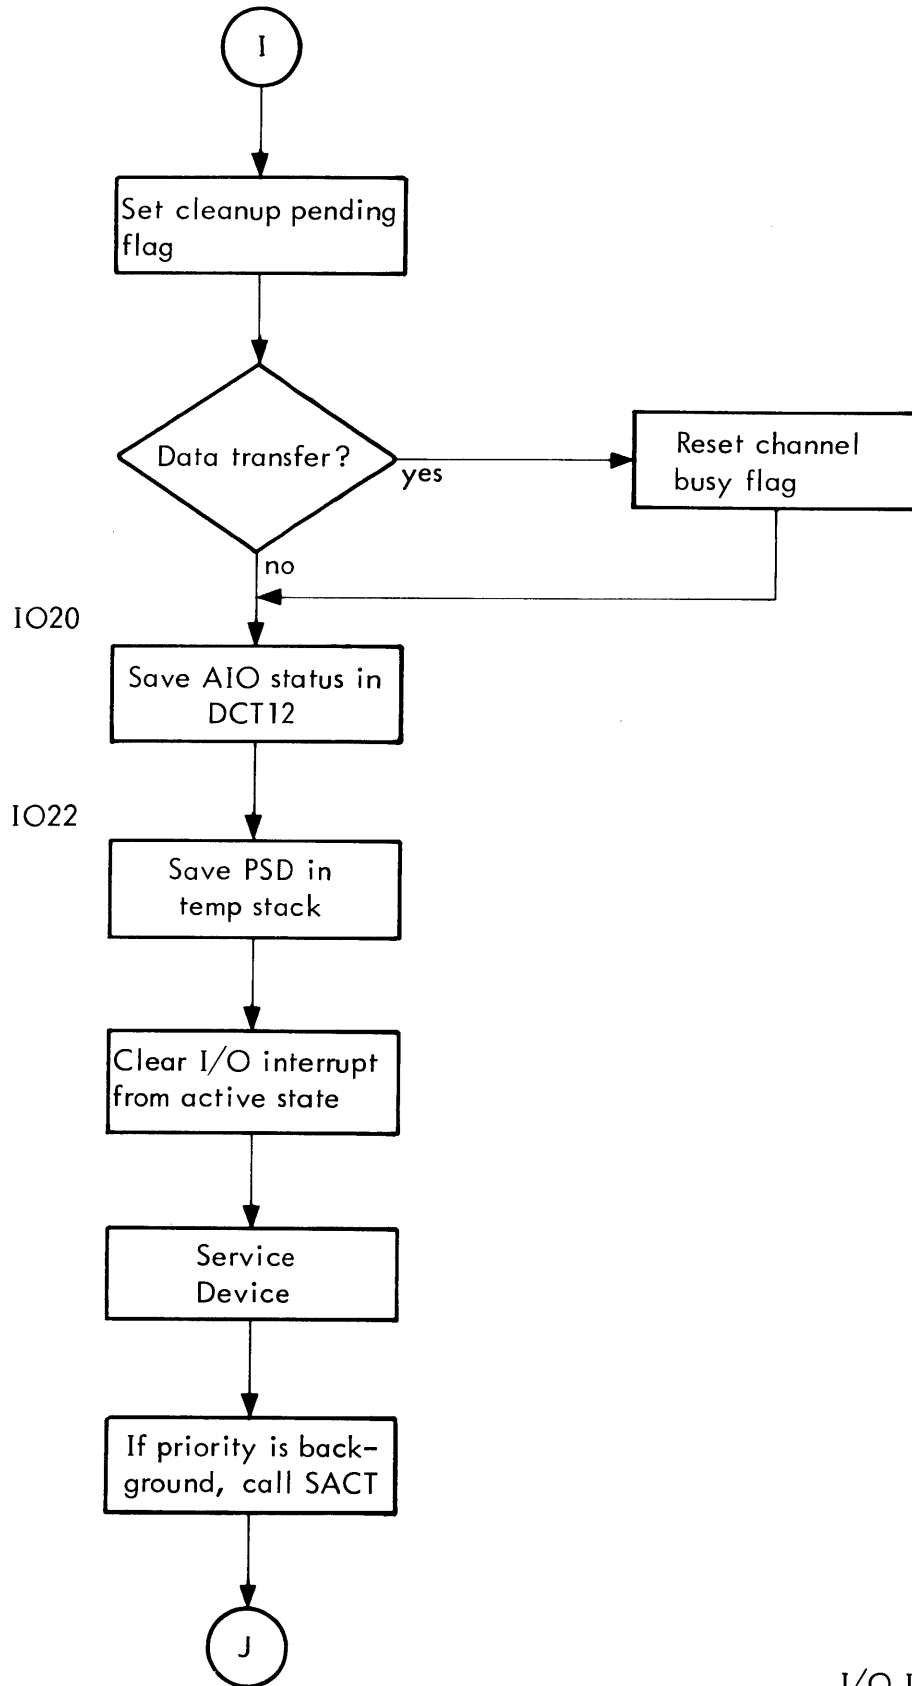 I
Set cleanup pending
flag
Data transfer?
yes
Reset channel
busy flag
no
IO20
Save AIO status in
DCT12
IO22
Save PSD in
temp stack
Clear I/O interrupt
from active state
Service
Device
If priority is back-
ground, call SACT
J
I/O